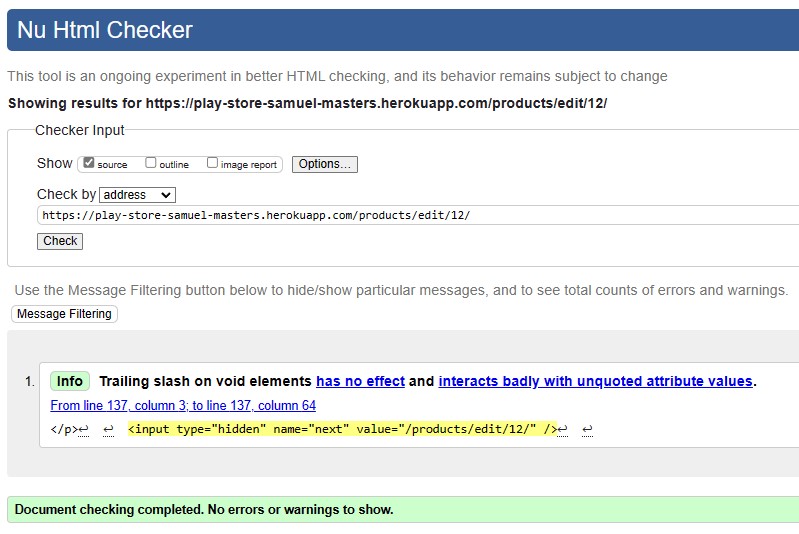 Nu Html Checker
This tool is an ongoing experiment in better HTML checking, and its behavior remains subject to change
Showing results for https://play-store-samuel-masters.herokuapp.com/products/edit/12/
Checker Input
Show source outline image report Options...
Check by address
https://play-store-samuel-masters.herokuapp.com/products/edit/12/
Check
Use the Message Filtering button below to hide/show particular messages, and to see total counts of errors and warnings.
Message Filtering
1. Info Trailing slash on void elements has no effect and interacts badly with unquoted attribute values.
From line 137, column 3; to line 137, column 64
</p>↩ ↩ <input type="hidden" name="next" value="/products/edit/12/" />↩ ↩
Document checking completed. No errors or warnings to show.